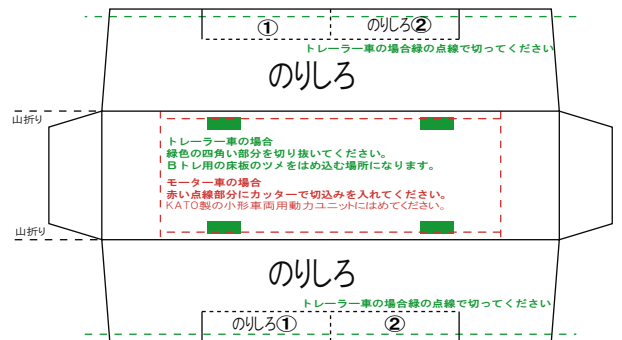 ① のりしろ②
トレーラー車の場合緑の点線で切ってください
のりしろ
山折り
トレーラー車の場合
緑色の四角い部分を切り抜いてください。
Bトレ用の床板のツメをはめ込む場所になります。
モーター車の場合
赤い点線部分にカッターで切込みを入れてください。
KATO製の小形車両用動力ユニットにはめてください。
山折り
のりしろ
トレーラー車の場合緑の点線で切ってください
のりしろ① ②